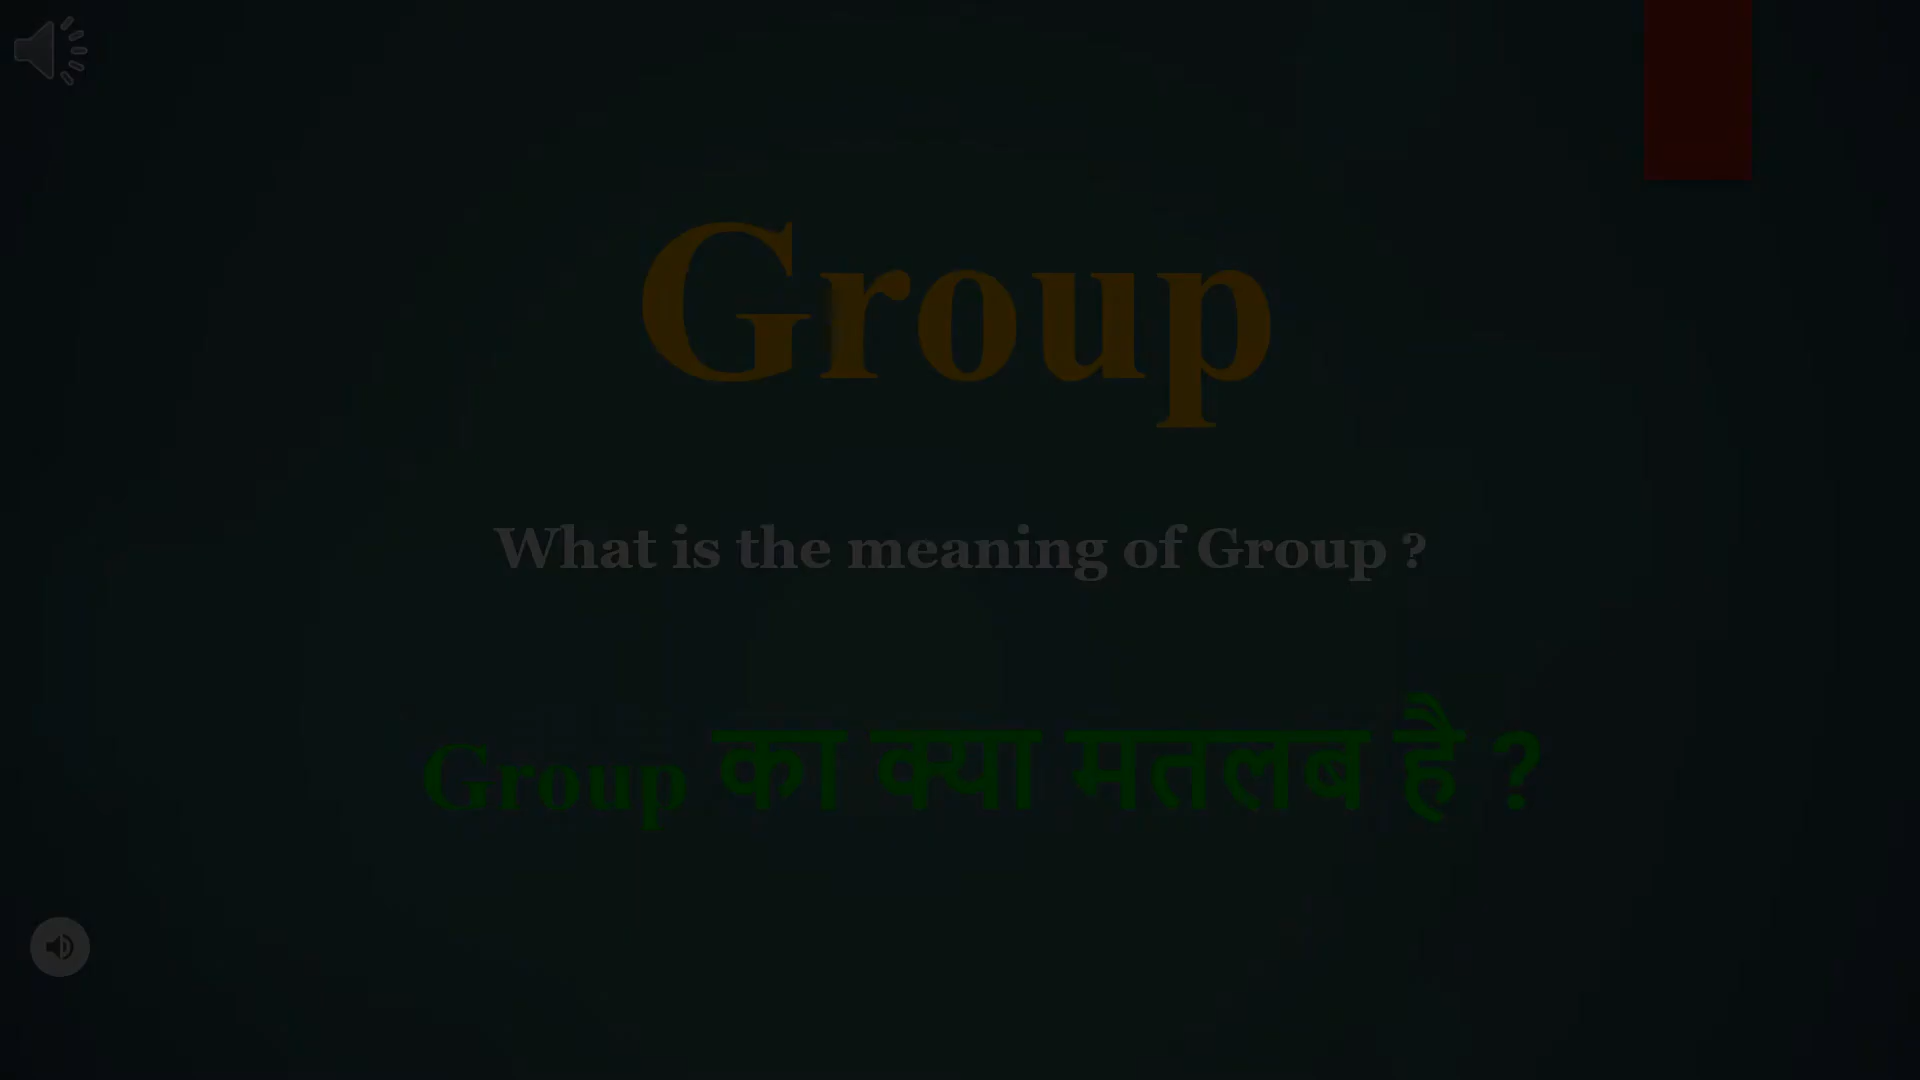 Group
What is the meaning of Group ?
Group का क्या मतलब है ?